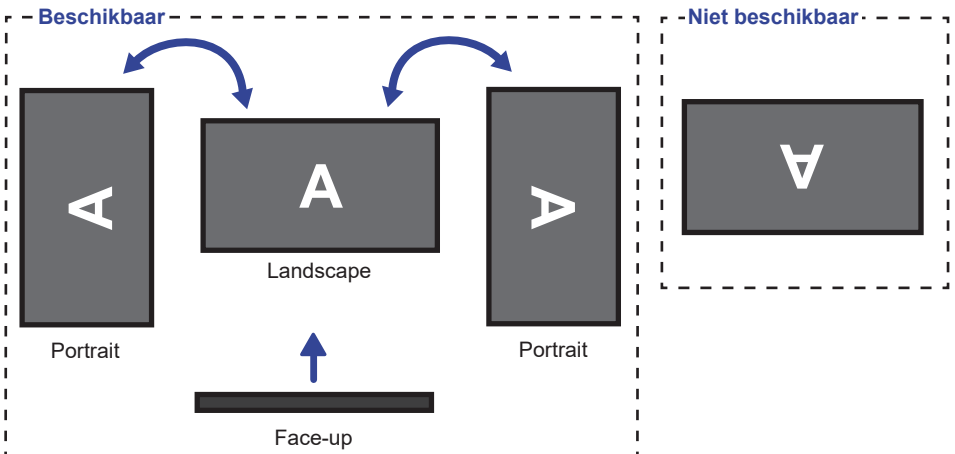 Beschikbaar
Niet beschikbaar
A
A
A
A
Landscape
Portrait
Portrait
Face-up